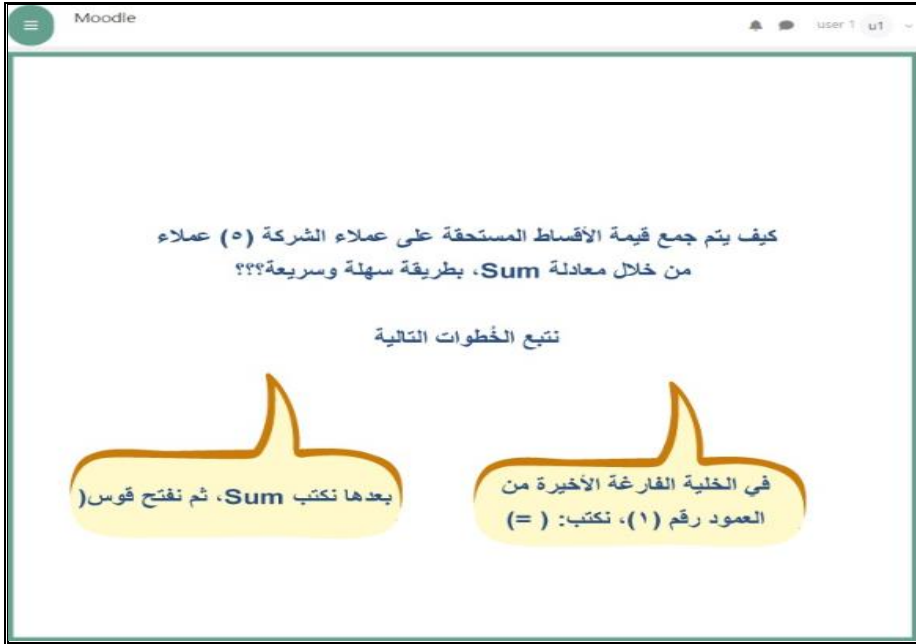 Moodle
user 1 u1
كيف يتم جمع قيمة الأقساط المستحقة على عملاء الشركة (٥) عملاء
من خلال معادلة Sum، بطريقة سهلة وسريعة؟؟؟
نتبع الخُطوات التالية
في الخلية الفارغة الأخيرة من
العمود رقم (١)، نكتب: ( =)
بعدها نكتب Sum، ثم نفتح قوس(